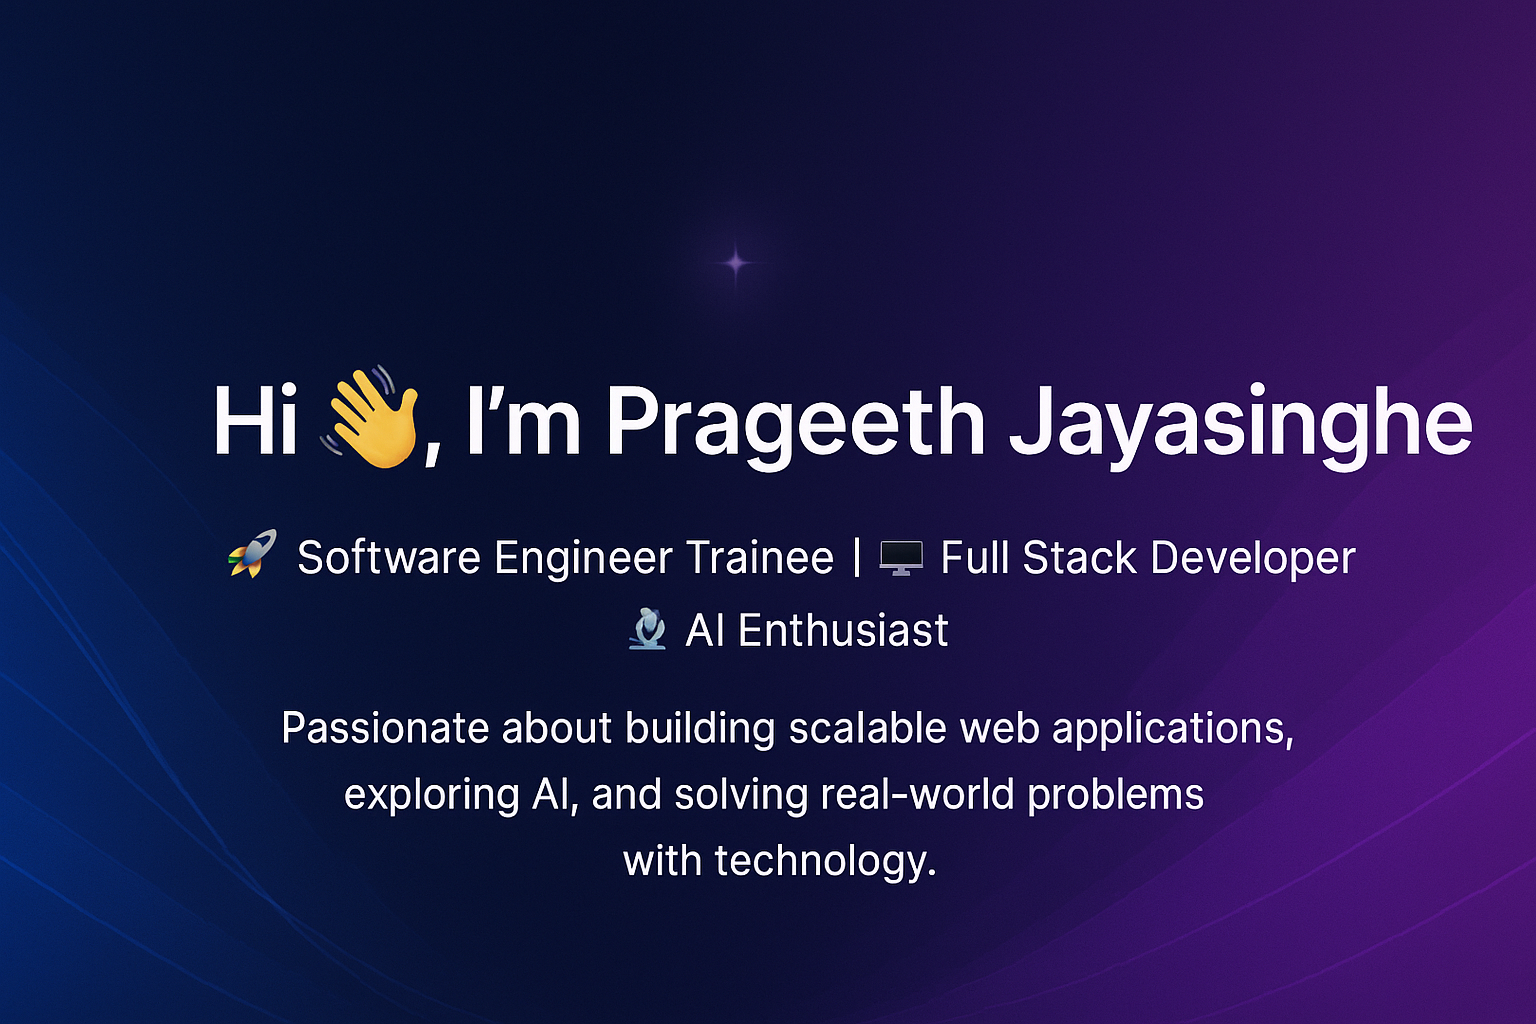 Hi 👋, I’m Prageeth Jayasinghe
🚀 Software Engineer Trainee | 🖥️ Full Stack Developer
🔬 AI Enthusiast
Passionate about building scalable web applications,
exploring AI, and solving real-world problems
with technology.